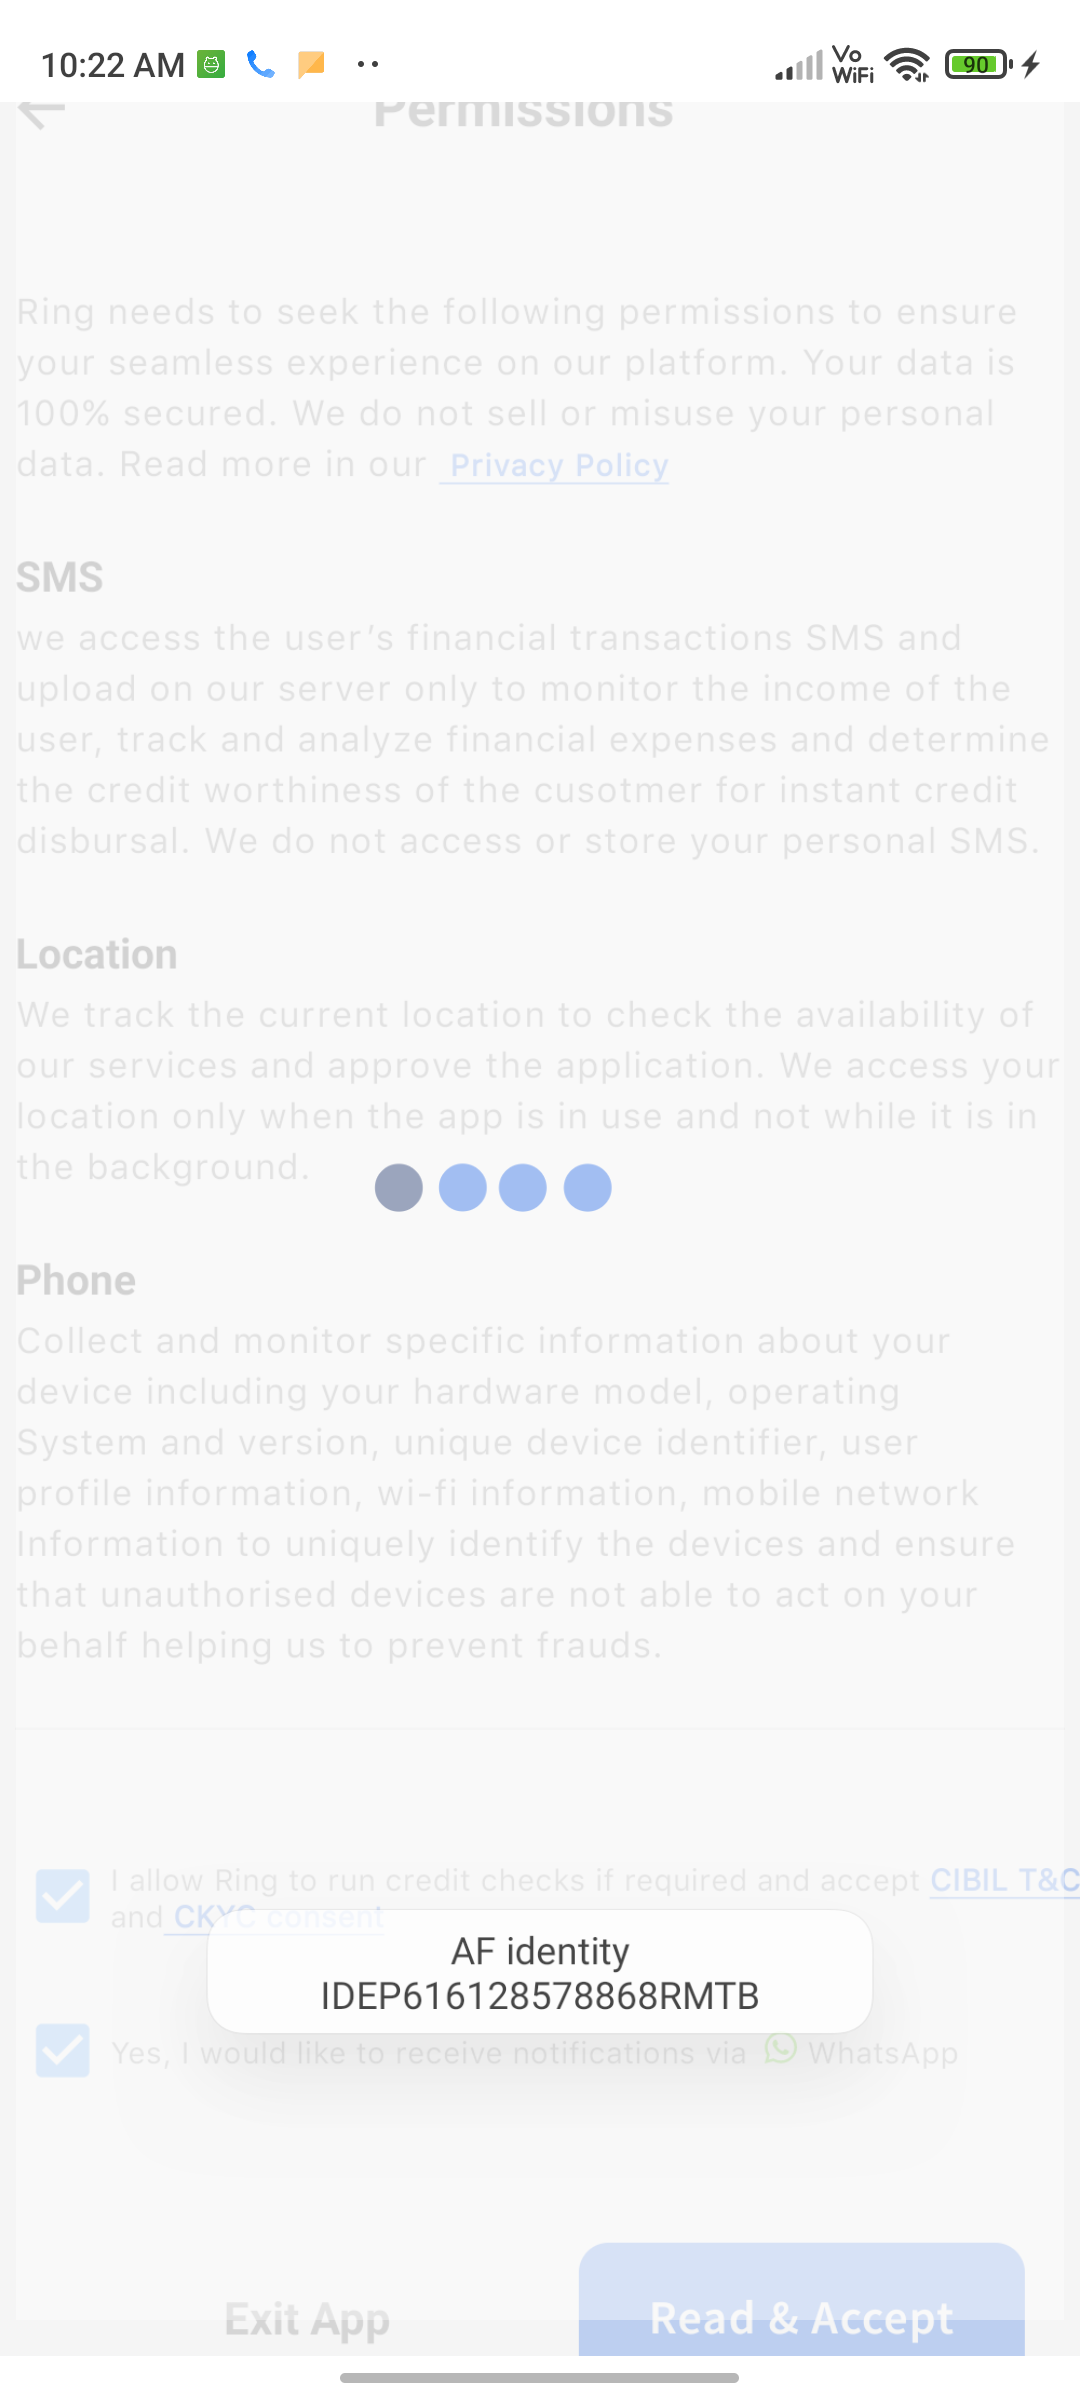 10:22 AM
Vo
WiFi
90
Permissions
Ring needs to seek the following permissions to ensure
your seamless experience on our platform. Your data is
100% secured. We do not sell or misuse your personal
data. Read more in our Privacy Policy
SMS
we access the user's financial transactions SMS and
upload on our server only to monitor the income of the
user, track and analyze financial expenses and determine
the credit worthiness of the cusotmer for instant credit
disbursal. We do not access or store your personal SMS.
Location
We track the current location to check the availability of
our services and approve the application. We access your
location only when the app is in use and not while it is in
the background.
Phone
Collect and monitor specific information about your
device including your hardware model, operating
System and version, unique device identifier, user
profile information, wi-fi information, mobile network
Information to uniquely identify the devices and ensure
that unauthorised devices are not able to act on your
behalf helping us to prevent frauds.
I allow Ring to run credit checks if required and accept CIBIL T&C
and CKYC consent
AF identity
IDEP616128578868RMTB
Yes, I would like to receive notifications via WhatsApp
Exit App
Read & Accept